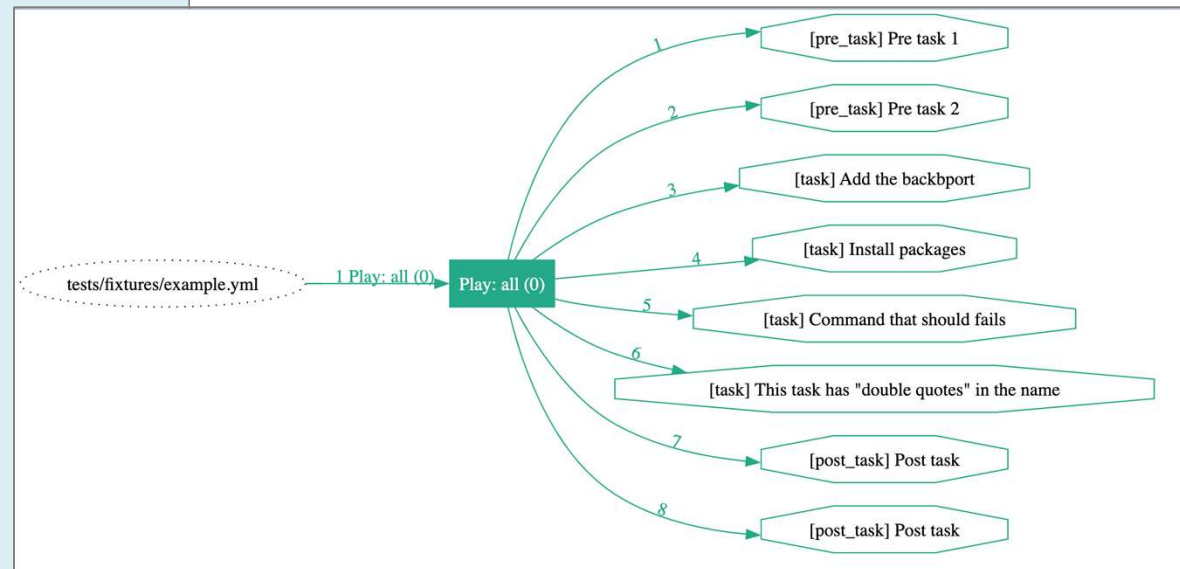 1
[pre_task] Pre task 1
2
[pre_task] Pre task 2
3
[task] Add the backbport
4
[task] Install packages
tests/fixtures/example.yml
1 Play: all (0)
Play: all (0)
5
[task] Command that should fails
6
[task] This task has "double quotes" in the name
7
[post_task] Post task
8
[post_task] Post task